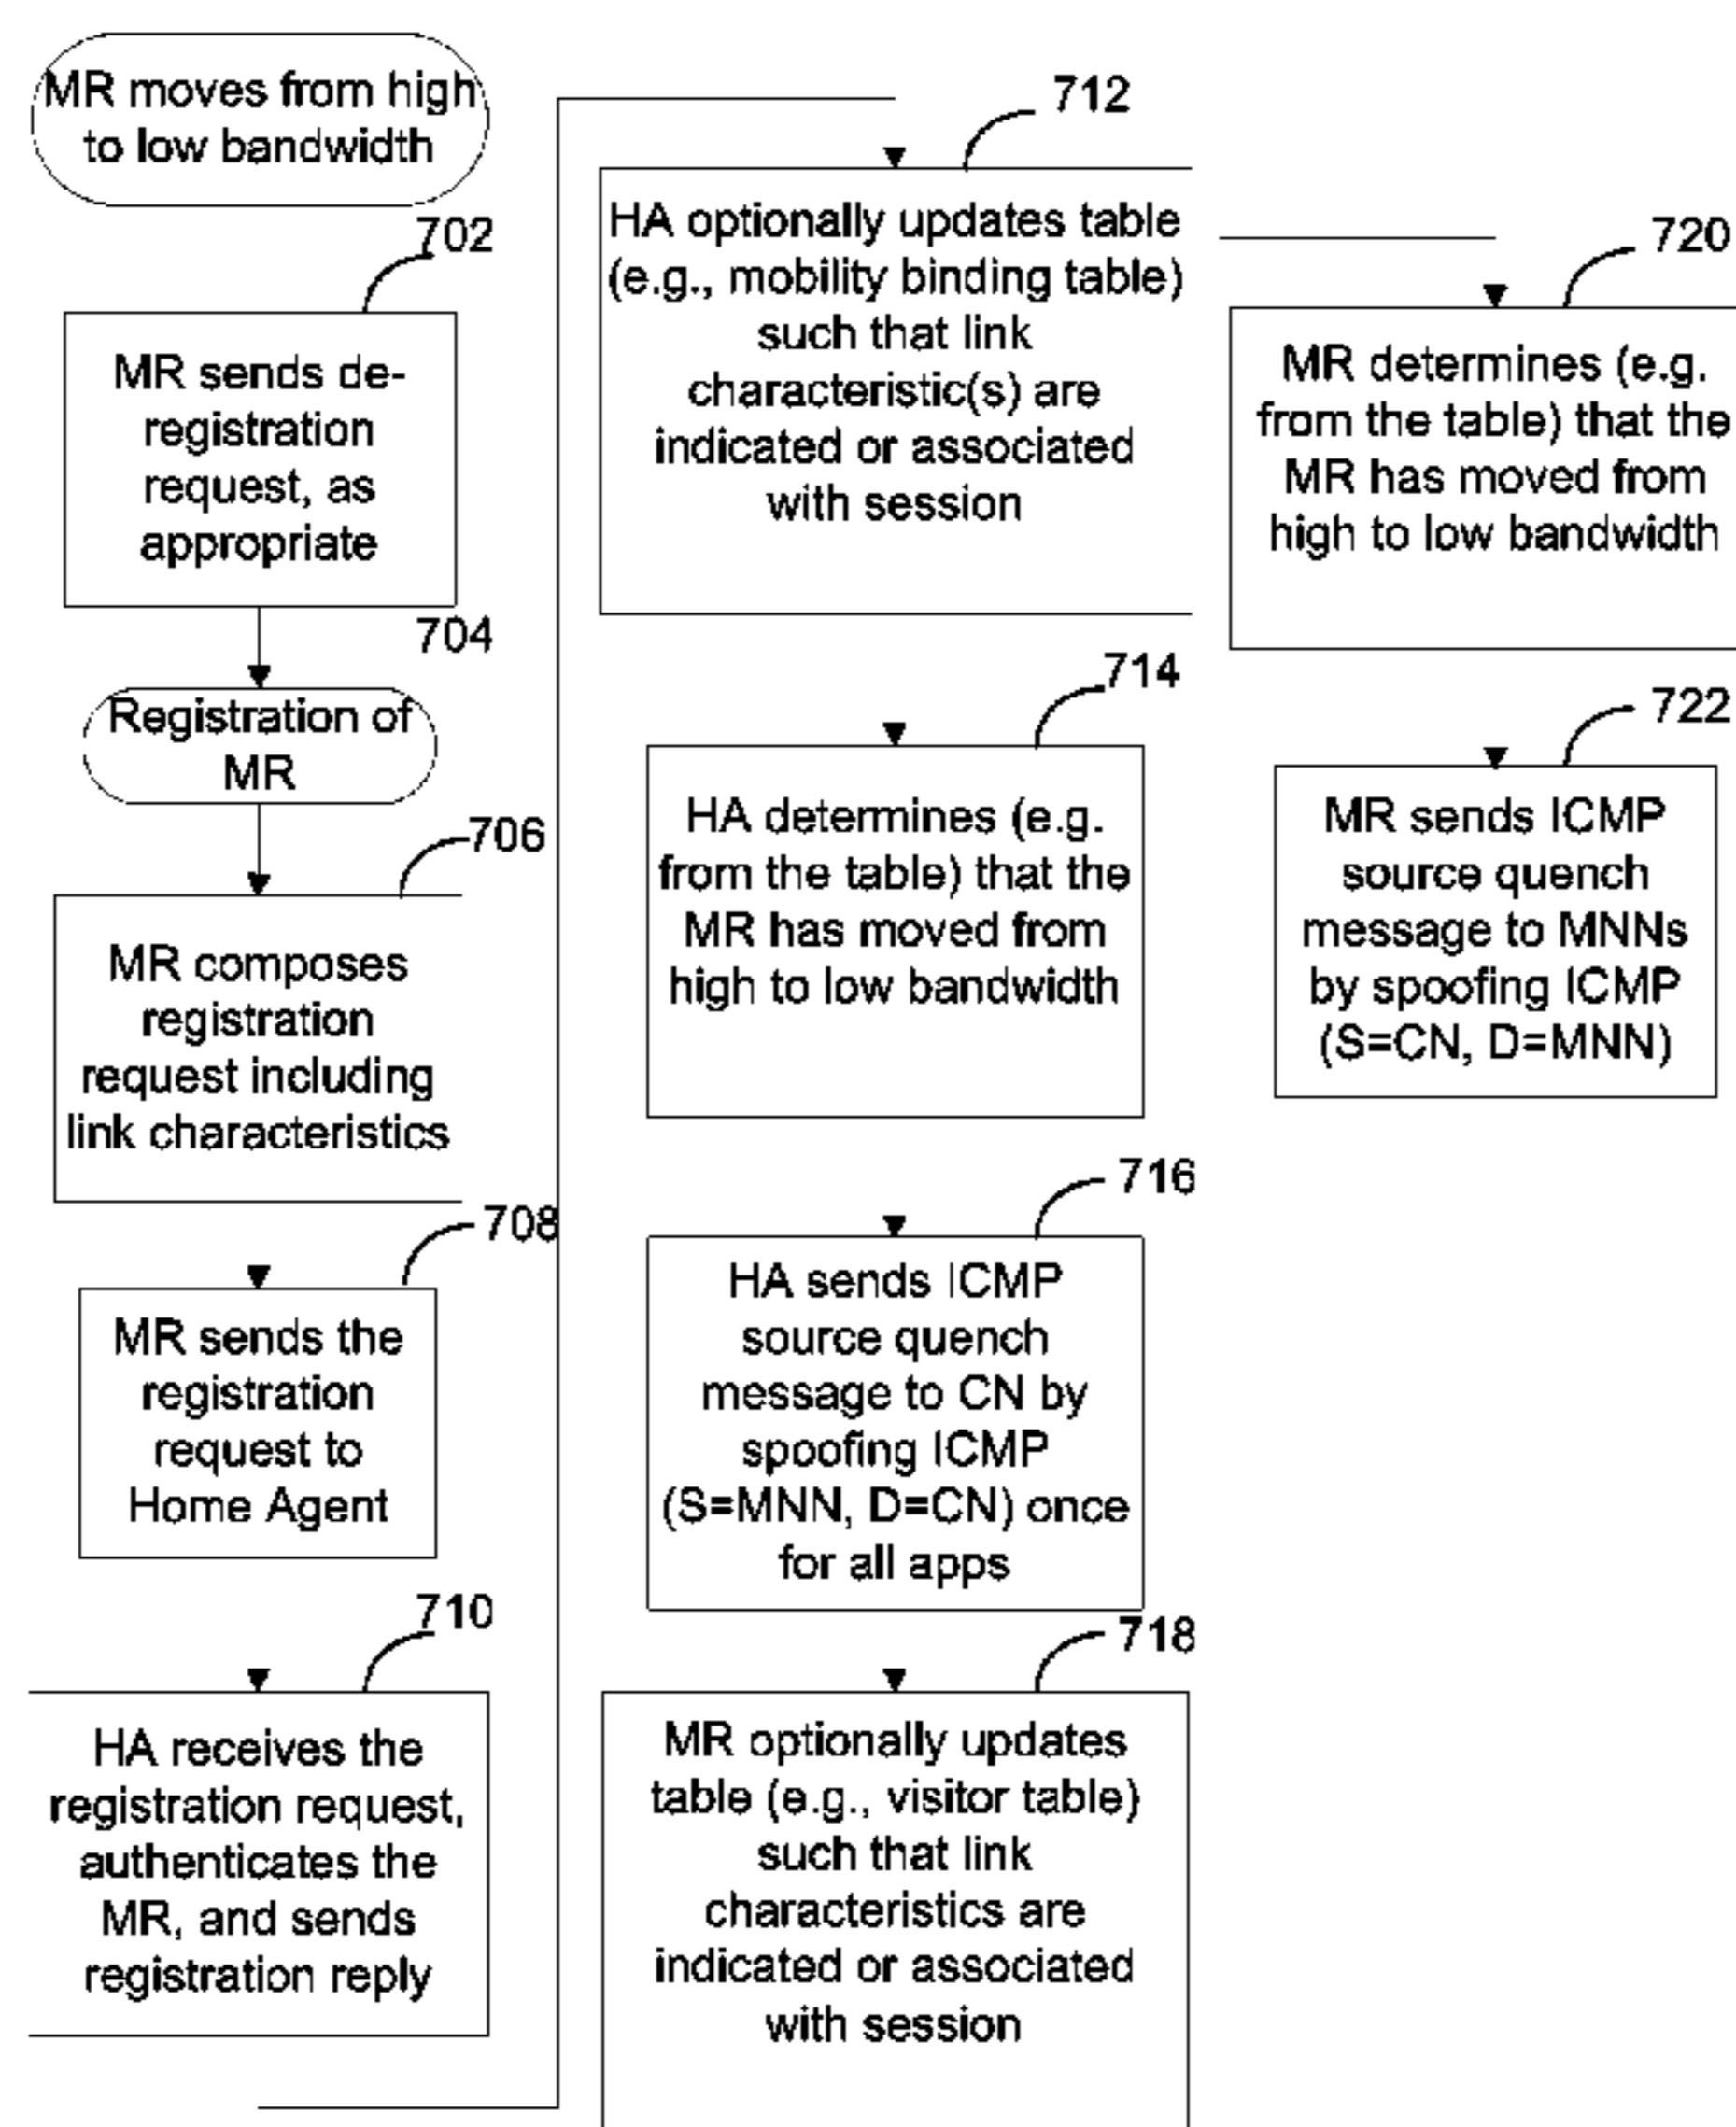 MR moves from high
to low bandwidth
702
MR sends de-
registration
request, as
appropriate
704
Registration of
MR
706
MR composes
registration
request including
link characteristics
708
MR sends the
registration
request to
Home Agent
710
HA receives the
registration request,
authenticates the
MR, and sends
registration reply
712
HA optionally updates table
(e.g., mobility binding table)
such that link
characteristic(s) are
indicated or associated
with session
714
HA determines (e.g.
from the table) that the
MR has moved from
high to low bandwidth
716
HA sends ICMP
source quench
message to CN by
spoofing ICMP
(S=MNN, D=CN) once
for all apps
718
MR optionally updates
table (e.g., visitor table)
such that link
characteristics are
indicated or associated
with session
720
MR determines (e.g.
from the table) that the
MR has moved from
high to low bandwidth
722
MR sends ICMP
source quench
message to MNNs
by spoofing ICMP
(S=CN, D=MNN)